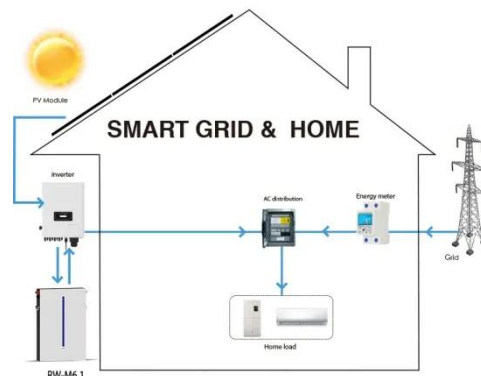 PV Module
SMART GRID & HOME
inverter
AC distribution
Energy meter
Grid
Home load
RW-M6.1